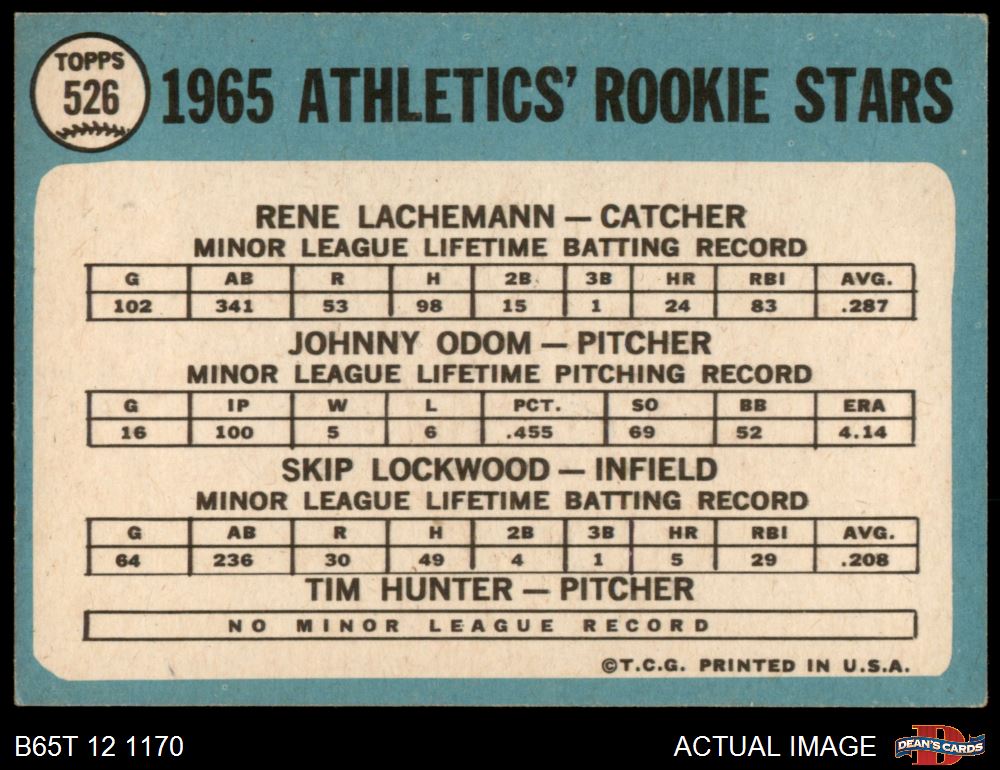 TOPPS
526
1965 ATHLETICS' ROOKIE STARS
RENE LACHEMANN — CATCHER
MINOR LEAGUE LIFETIME BATTING RECORD
G AB R H 2B 3B HR RBI AVG.
102 341 53 98 15 1 24 83 .287
JOHNNY ODOM — PITCHER
MINOR LEAGUE LIFETIME PITCHING RECORD
G IP W L PCT. SO BB ERA
16 100 5 6 .455 69 52 4.14
SKIP LOCKWOOD — INFIELD
MINOR LEAGUE LIFETIME BATTING RECORD
G AB R H 2B 3B HR RBI AVG.
64 236 30 49 4 1 5 29 .208
TIM HUNTER — PITCHER
NO MINOR LEAGUE RECORD
©T.C.G. PRINTED IN U.S.A.
B65T 12 1170
ACTUAL IMAGE
D
DEAN'S CARDS